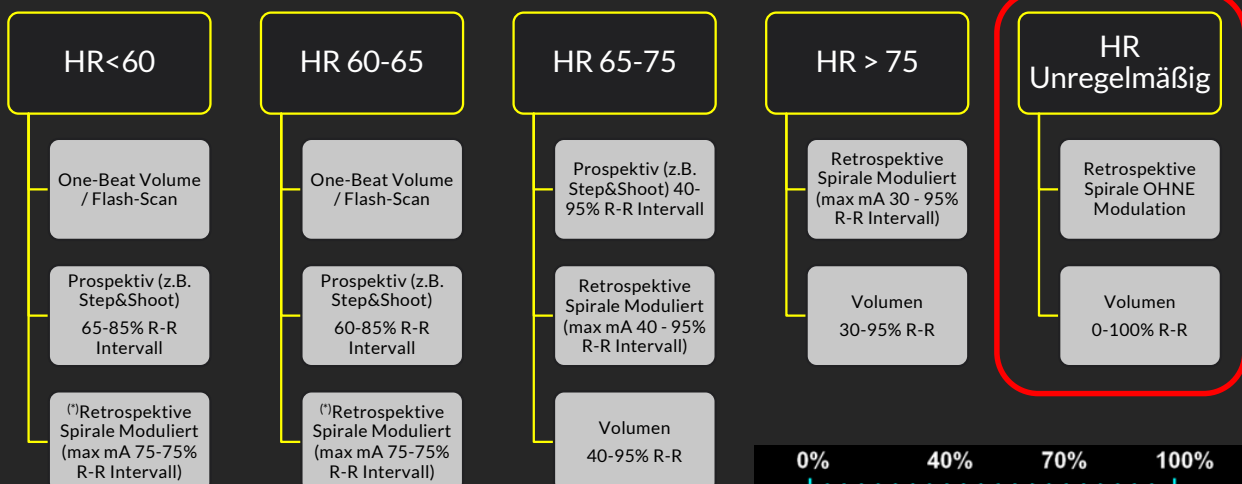 HR<60
One-Beat Volume
/ Flash-Scan
Prospektiv (z.B.
Step&Shoot)
65-85% R-R
Intervall
(*)Retrospektive
Spirale Moduliert
(max mA 75-75%
R-R Intervall)
HR 60-65
One-Beat Volume
/ Flash-Scan
Prospektiv (z.B.
Step&Shoot)
60-85% R-R
Intervall
(*)Retrospektive
Spirale Moduliert
(max mA 75-75%
R-R Intervall)
HR 65-75
Prospektiv (z.B.
Step&Shoot) 40-
95% R-R Intervall
Retrospektive
Spirale Moduliert
(max mA 40 - 95%
R-R Intervall)
Volumen
40-95% R-R
HR > 75
Retrospektive
Spirale Moduliert
(max mA 30 - 95%
R-R Intervall)
Volumen
30-95% R-R
HR
Unregelmäßig
Retrospektive
Spirale OHNE
Modulation
Volumen
0-100% R-R
0% 40% 70% 100%